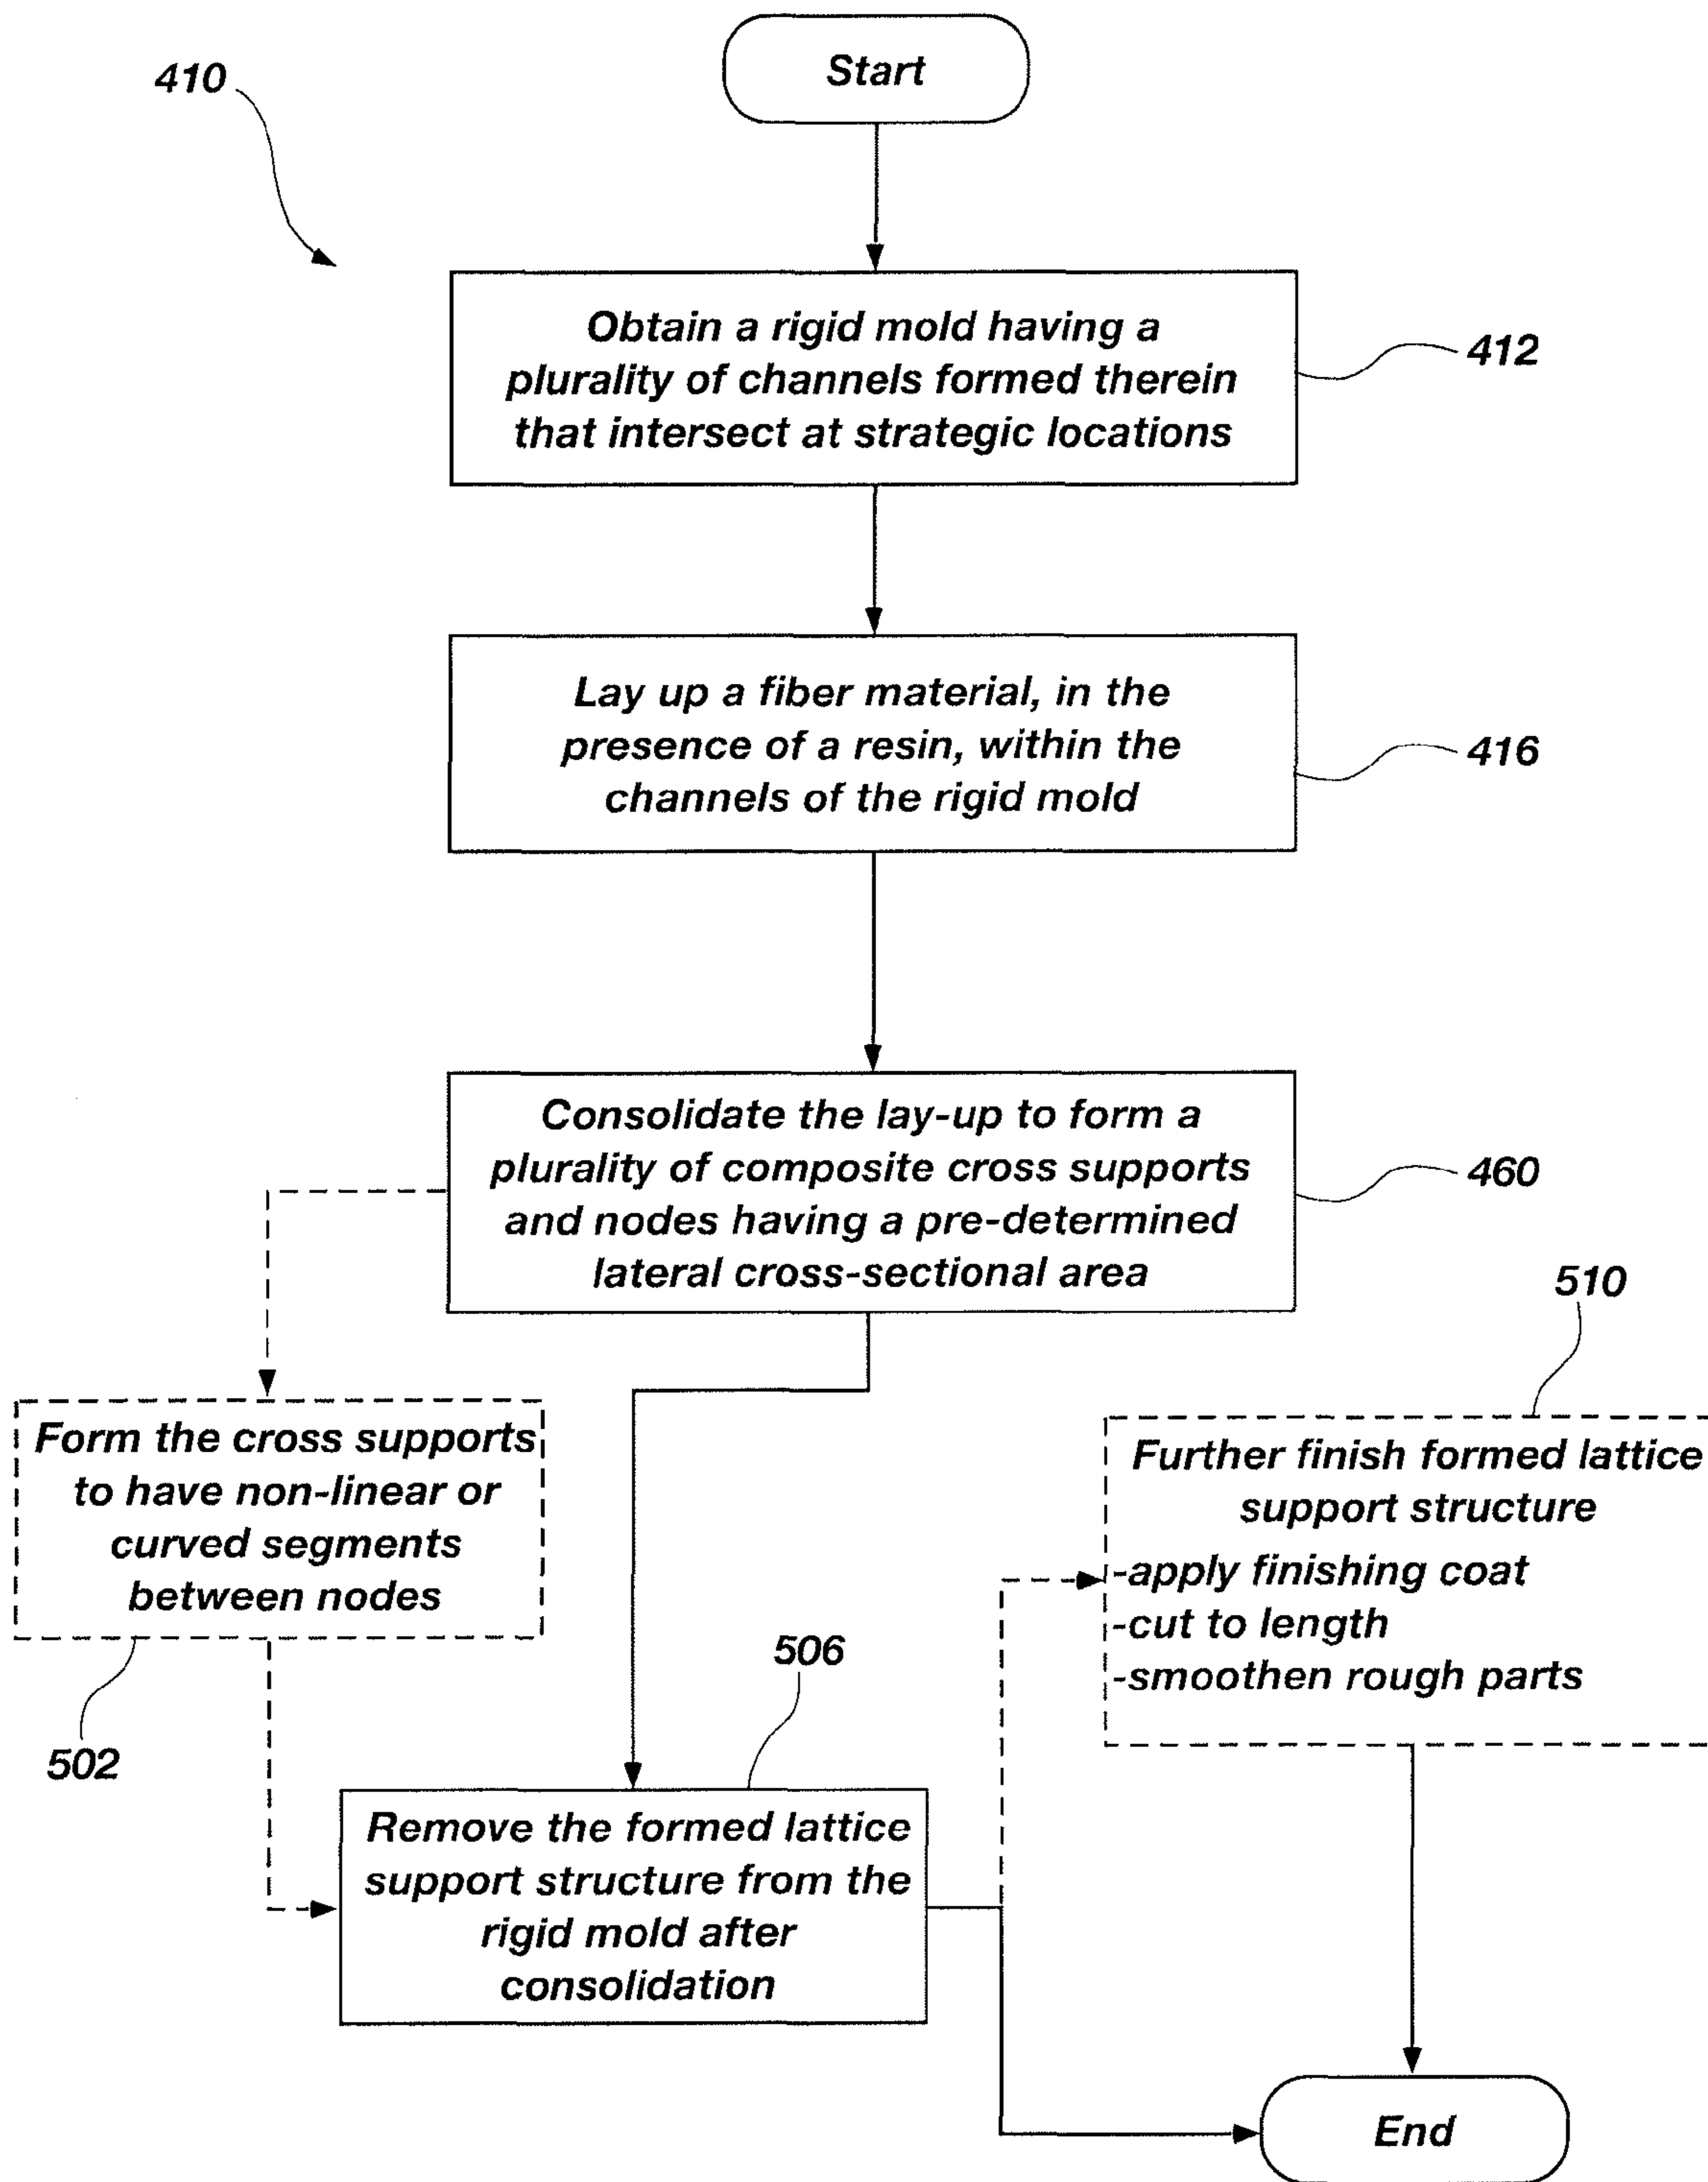 Start
410
Obtain a rigid mold having a
plurality of channels formed therein
that intersect at strategic locations
412
Lay up a fiber material, in the
presence of a resin, within the
channels of the rigid mold
416
Consolidate the lay-up to form a
plurality of composite cross supports
and nodes having a pre-determined
lateral cross-sectional area
460
Form the cross supports
to have non-linear or
curved segments
between nodes
502
510
Further finish formed lattice
support structure
-apply finishing coat
-cut to length
-smoothen rough parts
506
Remove the formed lattice
support structure from the
rigid mold after
consolidation
End